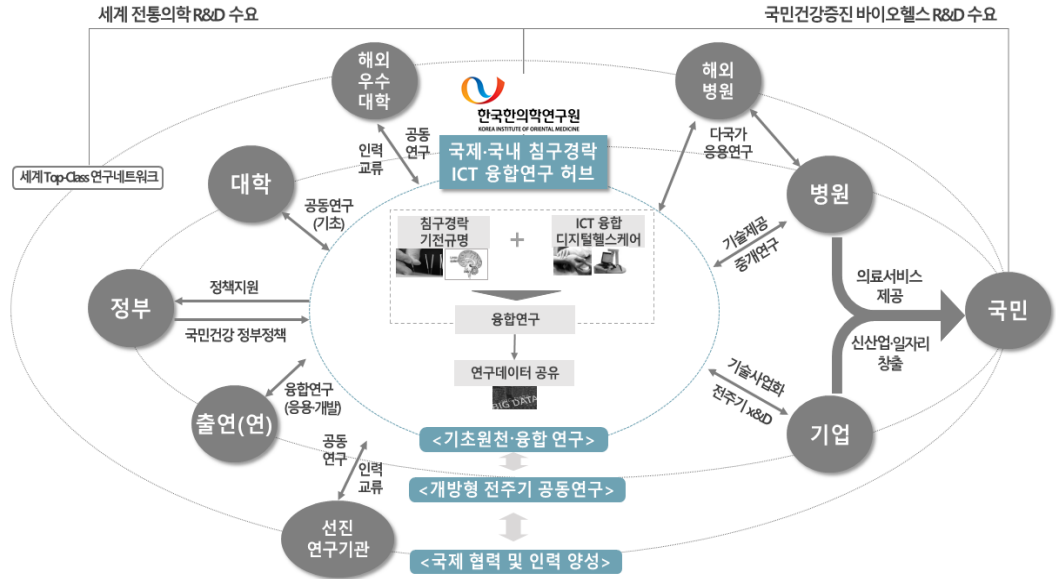 세계 전통의학 R&D 수요
국민건강증진 바이오헬스 R&D 수요
해외
우수
대학
한국한의학연구원
KOREA INSTITUTE OF ORIENTAL MEDICINE
해외
병원
인력
교류
공동
연구
다국가
응용연구
국제·국내 침구경락
ICT 융합연구 허브
세계 Top-Class 연구네트워크
대학
병원
공동연구
(기초)
침구경락
기전규명
+
ICT 융합
디지털헬스케어
기술제공
중개연구
정부
정책지원
국민건강 정부정책
융합연구
의료서비스
제공
국민
신산업·일자리
창출
연구데이터 공유
BIG DATA
융합연구
(응용·개발)
출연(연)
기술사업화
전주기 x&D
기업
<기초원천·융합 연구>
공동
연구
인력
교류
<개방형 전주기 공동연구>
선진
연구기관
<국제 협력 및 인력 양성>